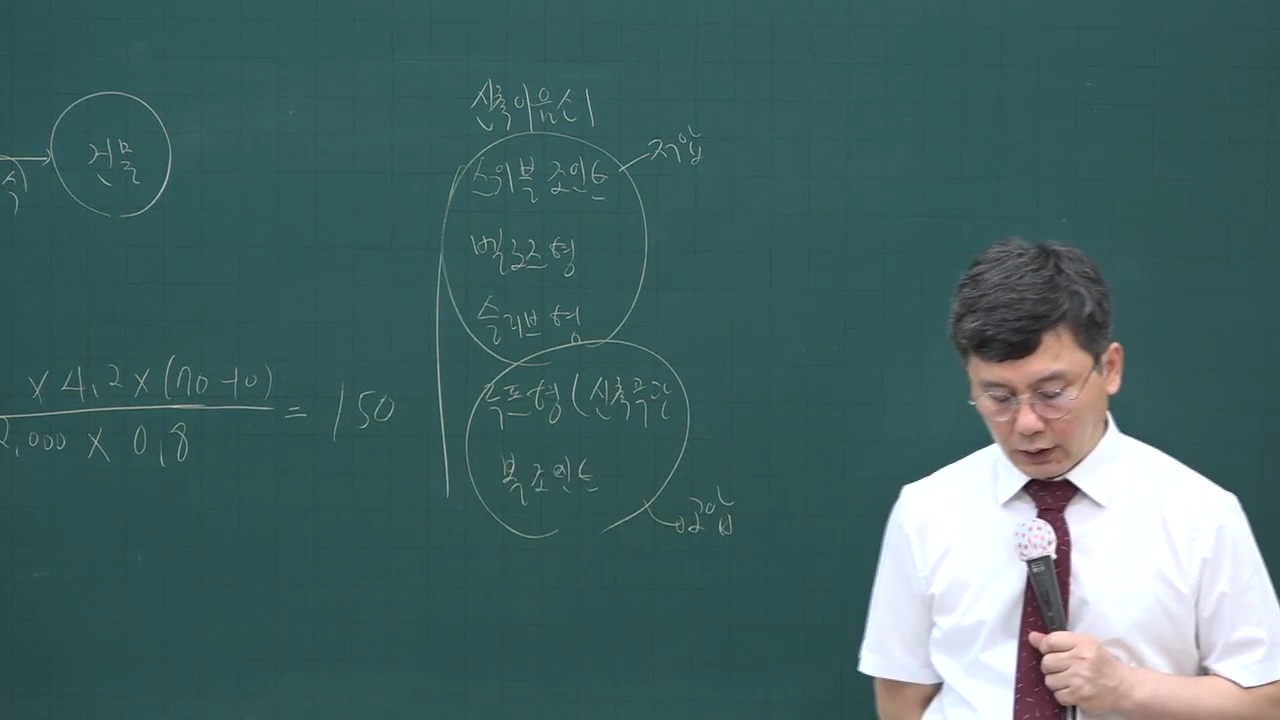 건물
속)
× 4.2 × (70-10)
2,000 × 0.8
= 150
신축이음쇠
스위블 조인트
저압
벨로즈형
슬리브형
루프형 (신축곡관
볼조인트
고압